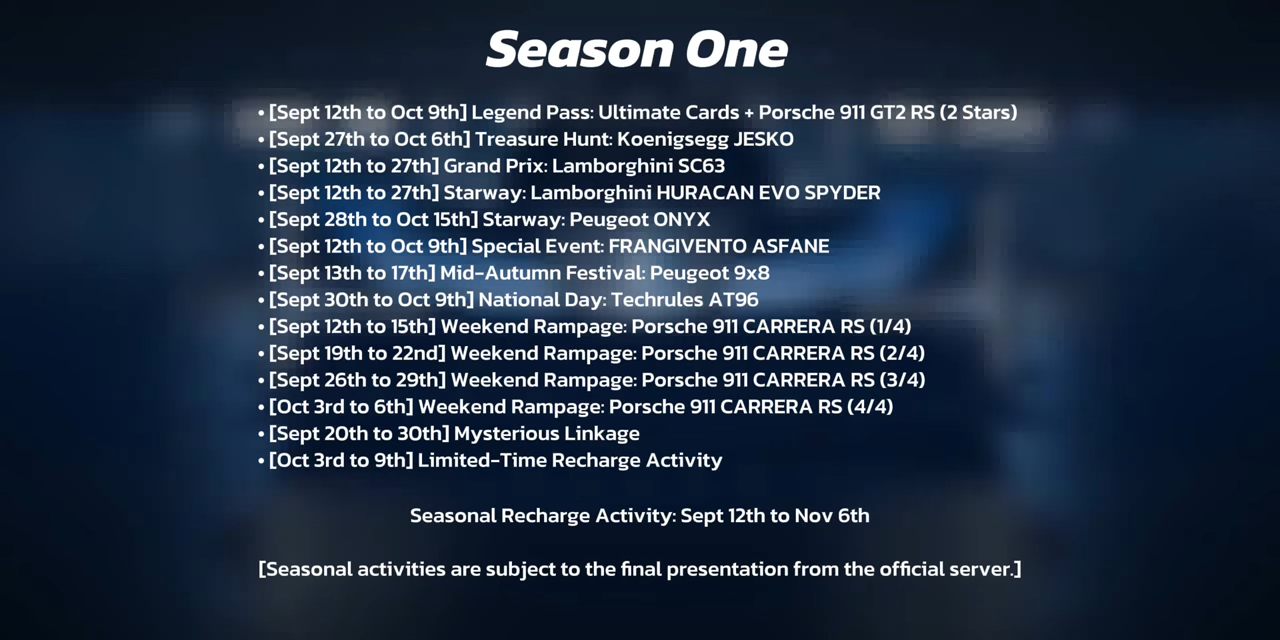 Season One
• [Sept 12th to Oct 9th] Legend Pass: Ultimate Cards + Porsche 911 GT2 RS (2 Stars)
• [Sept 27th to Oct 6th] Treasure Hunt: Koenigsegg JESKO
• [Sept 12th to 27th] Grand Prix: Lamborghini SC63
• [Sept 12th to 27th] Starway: Lamborghini HURACAN EVO SPYDER
• [Sept 28th to Oct 15th] Starway: Peugeot ONYX
• [Sept 12th to Oct 9th] Special Event: FRANGIVENTO ASFANE
• [Sept 13th to 17th] Mid-Autumn Festival: Peugeot 9x8
• [Sept 30th to Oct 9th] National Day: Techrules AT96
• [Sept 12th to 15th] Weekend Rampage: Porsche 911 CARRERA RS (1/4)
• [Sept 19th to 22nd] Weekend Rampage: Porsche 911 CARRERA RS (2/4)
• [Sept 26th to 29th] Weekend Rampage: Porsche 911 CARRERA RS (3/4)
• [Oct 3rd to 6th] Weekend Rampage: Porsche 911 CARRERA RS (4/4)
• [Sept 20th to 30th] Mysterious Linkage
• [Oct 3rd to 9th] Limited-Time Recharge Activity
Seasonal Recharge Activity: Sept 12th to Nov 6th
[Seasonal activities are subject to the final presentation from the official server.]